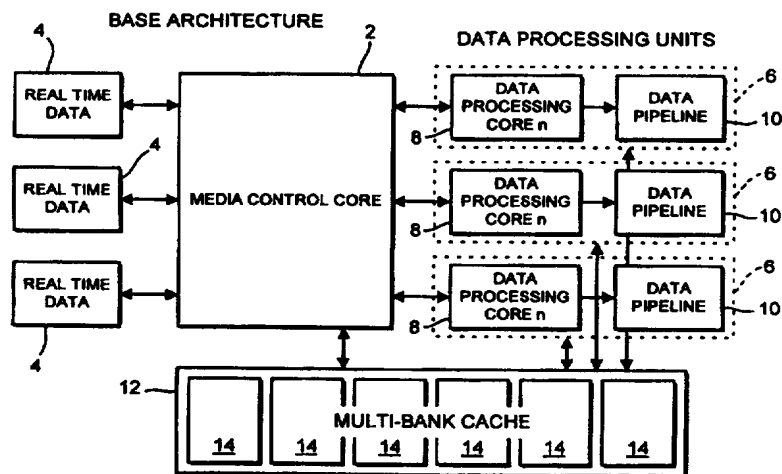 BASE ARCHITECTURE
DATA PROCESSING UNITS
4
2
REAL TIME
DATA
DATA
PROCESSING
CORE n
8
DATA
PIPELINE
6
10
4
REAL TIME
DATA
MEDIA CONTROL CORE
DATA
PROCESSING
CORE n
8
DATA
PIPELINE
6
10
REAL TIME
DATA
4
DATA
PROCESSING
CORE n
8
DATA
PIPELINE
6
10
12
MULTI-BANK CACHE
14 14 14 14 14 14